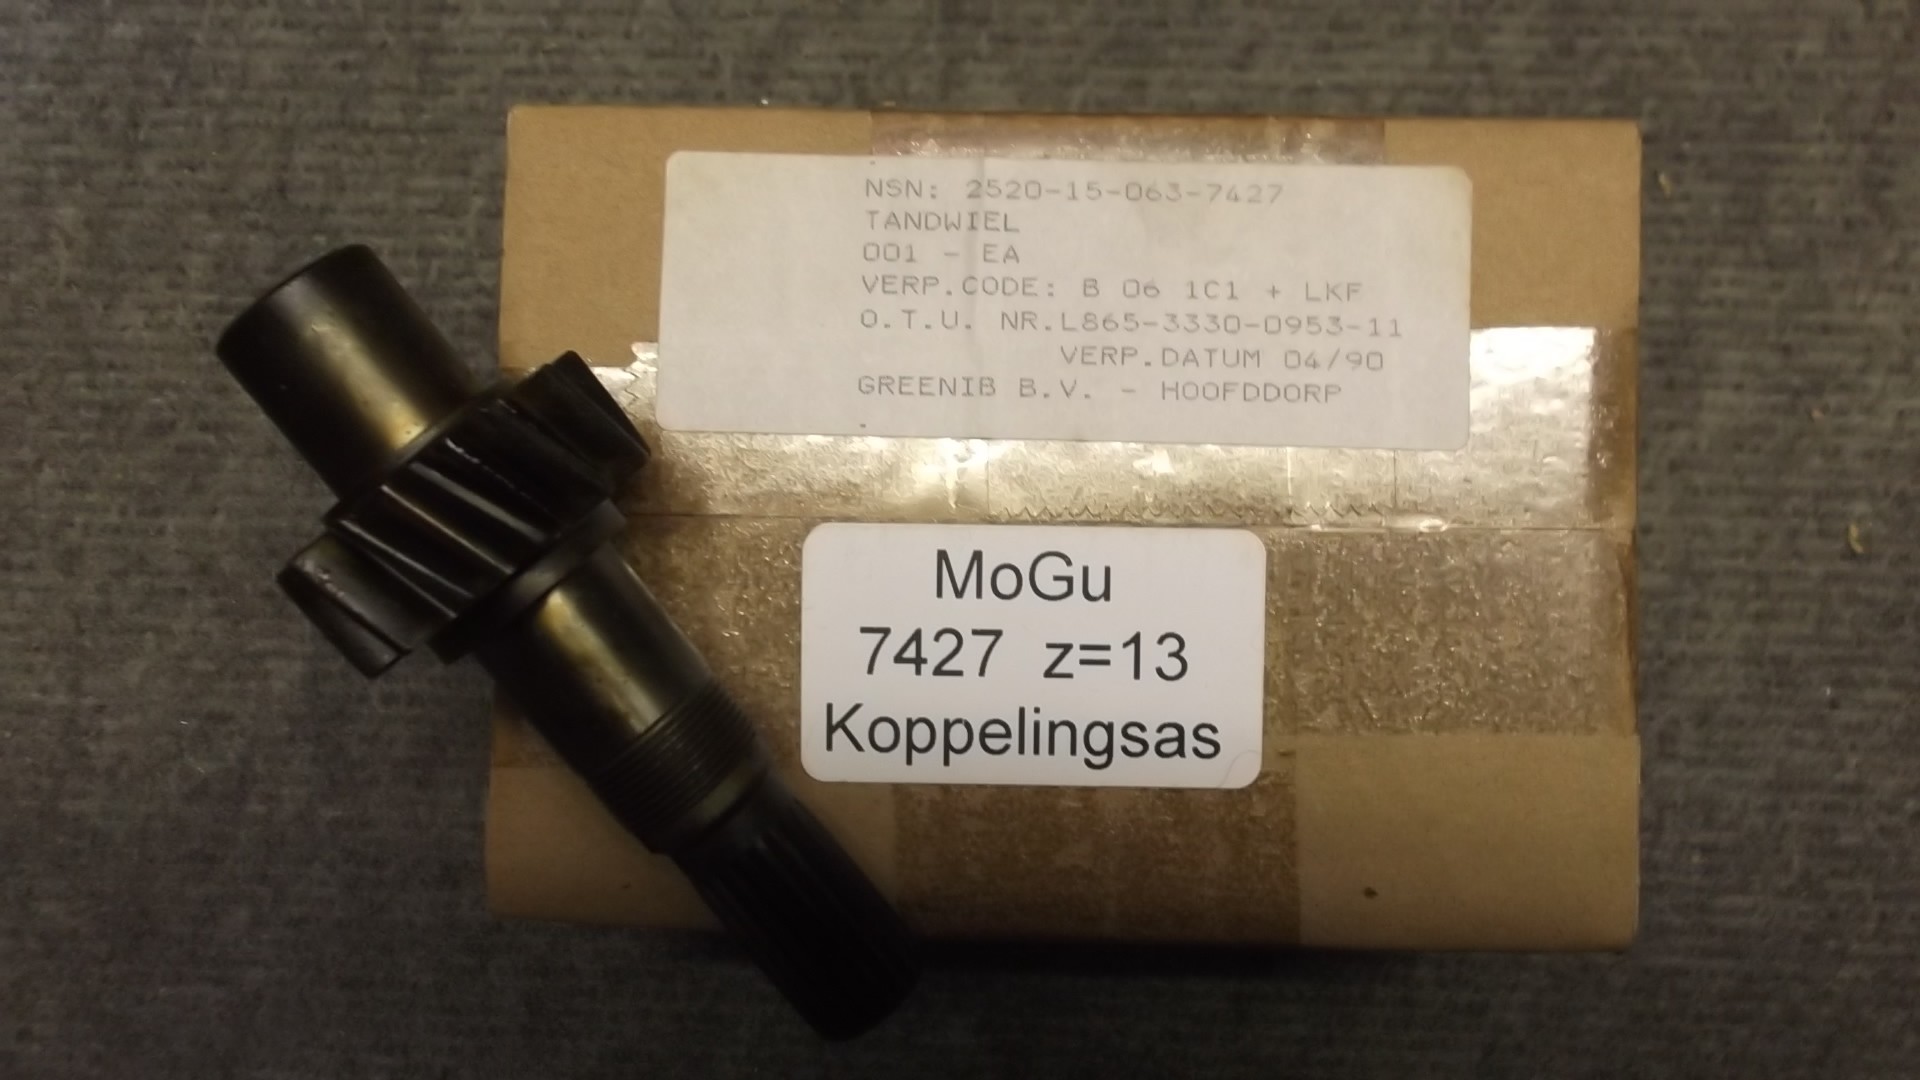 NSN: 2520-15-063-7427
TANDWIEL
001 - EA
VERP.CODE: B 06 1C1 + LKF
O.T.U. NR.L865-3330-0953-11
VERP.DATUM 04/90
GREENIB B.V. - HOOFDDORP
MoGu
7427 z=13
Koppelingsas